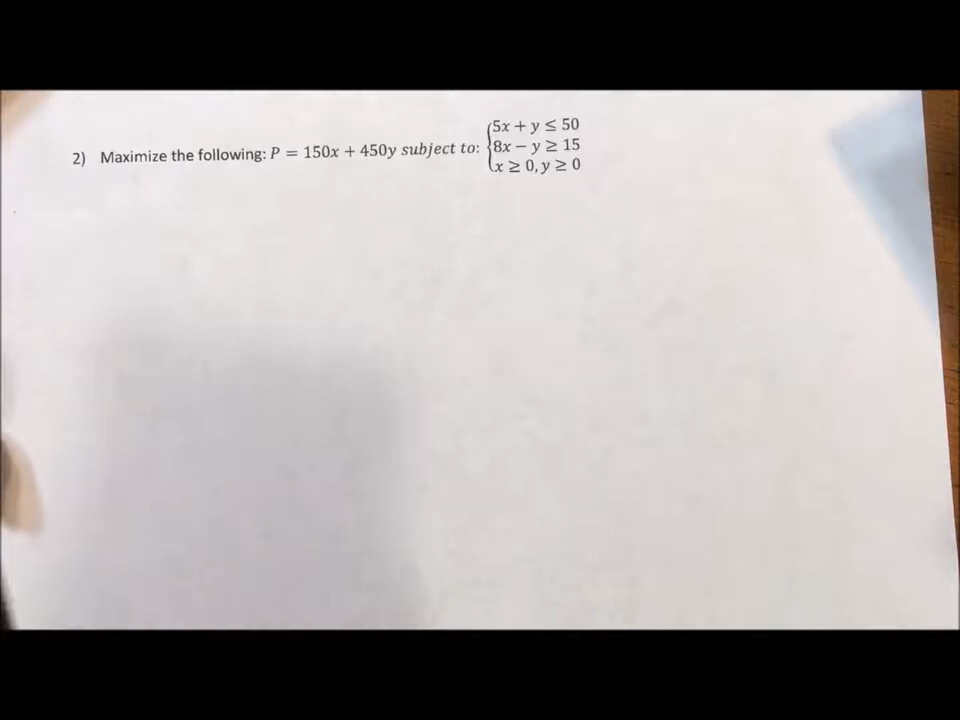 2) Maximize the following: P = 150x + 450y subject to: {5x + y ≤ 50
8x − y ≥ 15
x ≥ 0, y ≥ 0